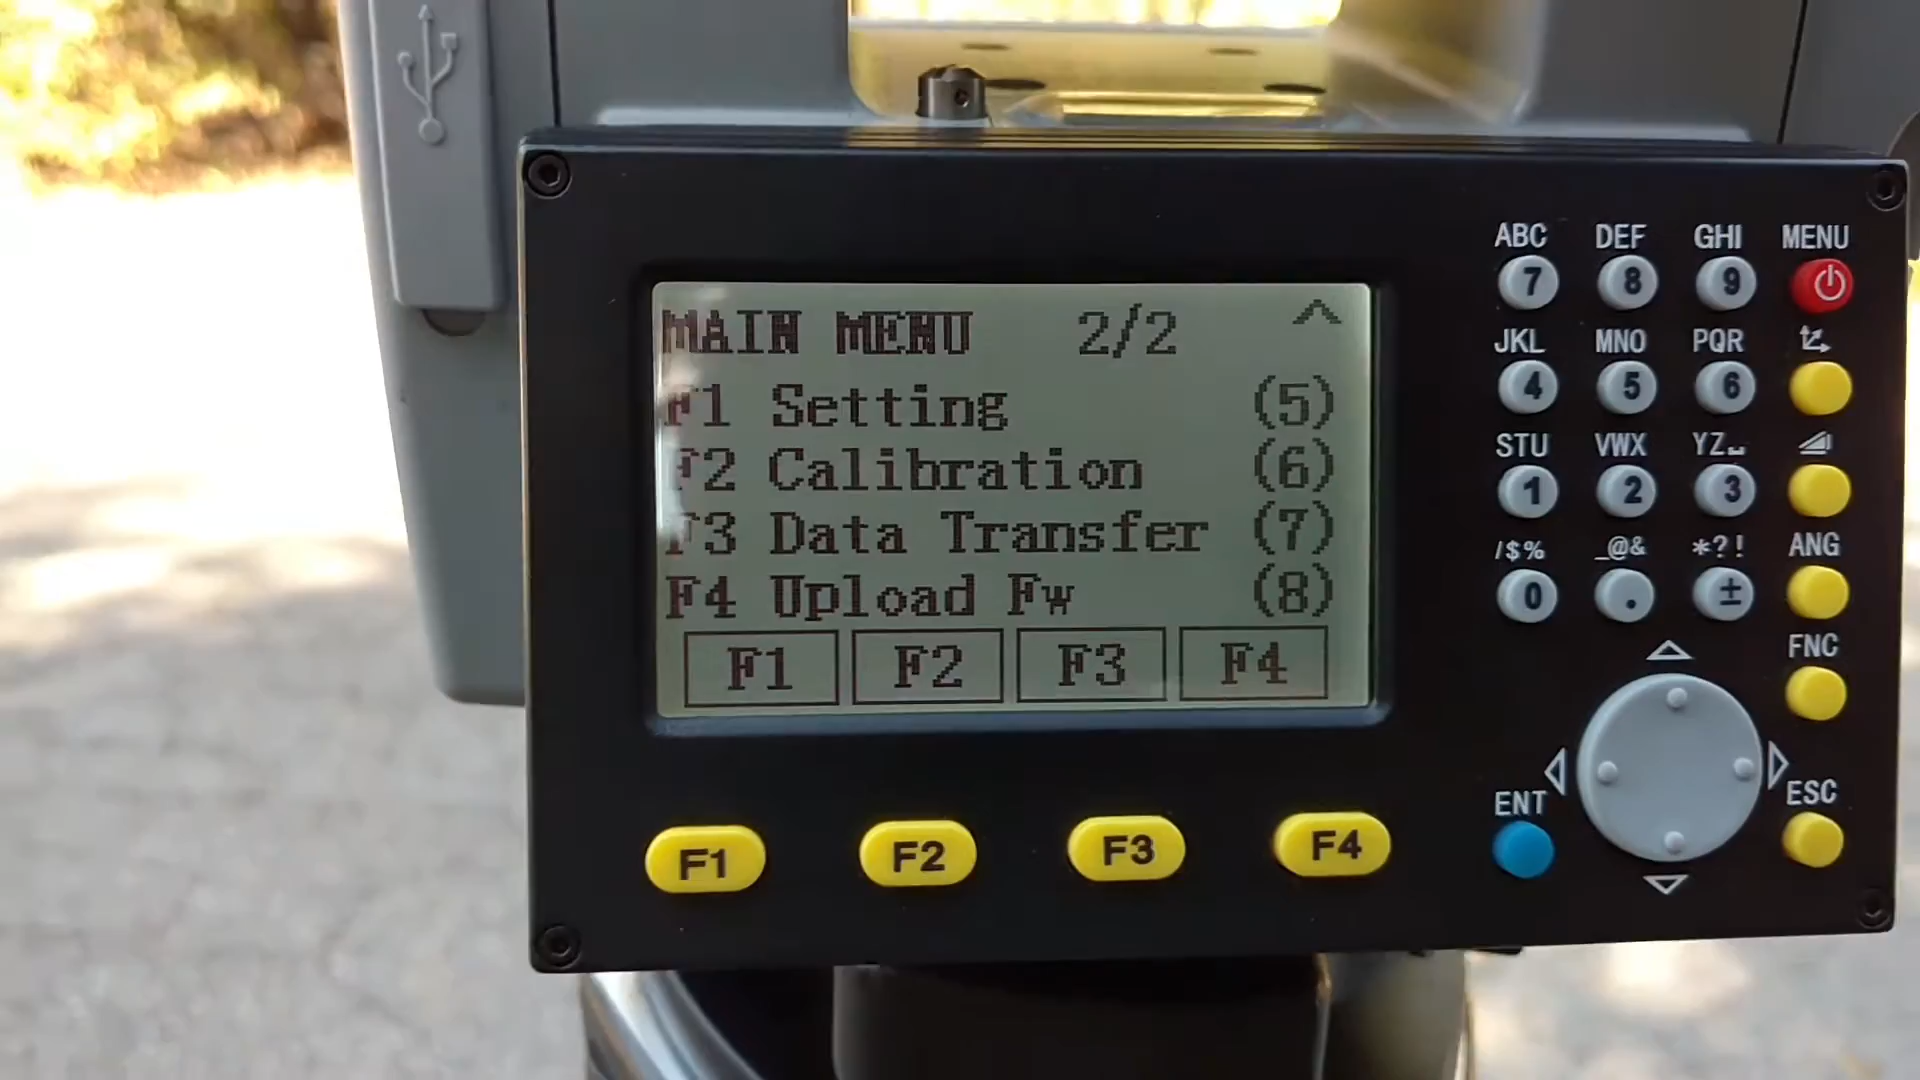 MAIN MENU 2/2
F1 Setting (5)
F2 Calibration (6)
F3 Data Transfer (7)
F4 Upload Fw (8)
F1 F2 F3 F4
F1 F2 F3 F4
ABC DEF GHI MENU
7 8 9
JKL MNO PQR
4 5 6
STU VWX YZ␣
1 2 3
/$% _@& *?! ANG
0 . ±
FNC
ENT
ESC